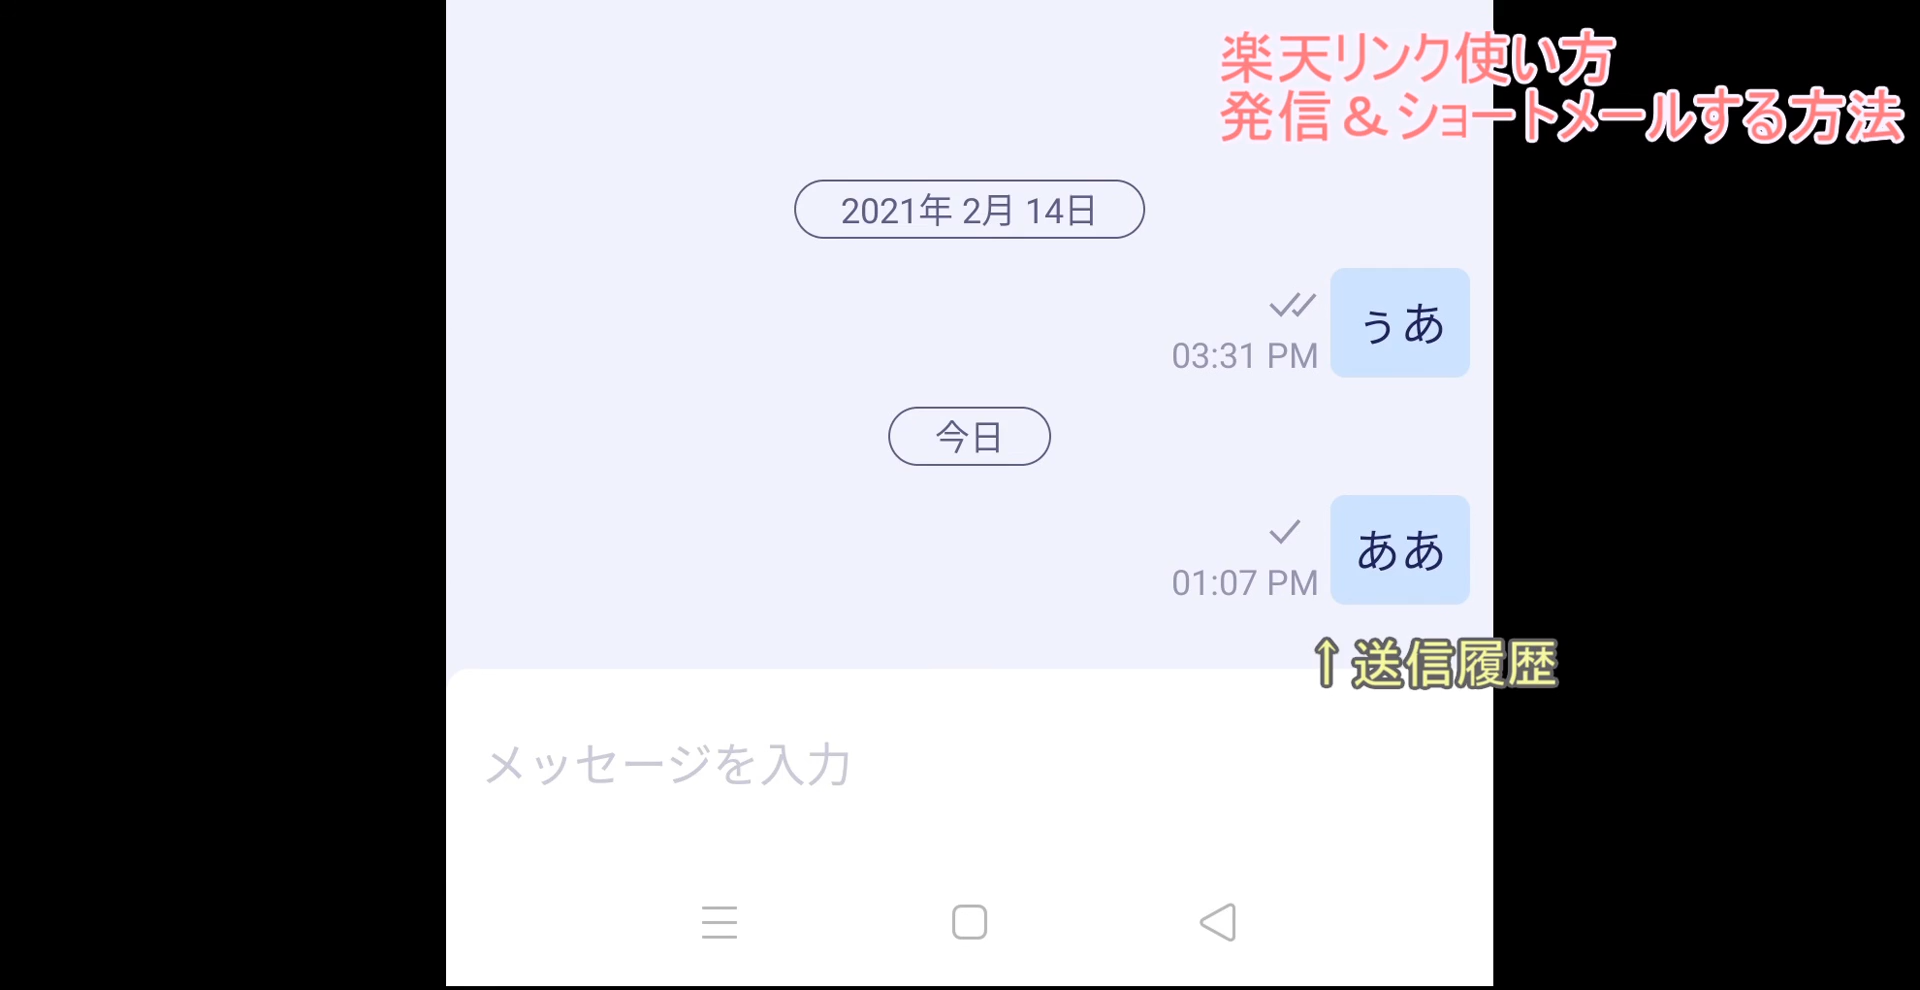 楽天リンク使い方
発信＆ショートメールする方法
2021年 2月 14日
ぅあ
03:31 PM
今日
ああ
01:07 PM
↑送信履歴
メッセージを入力